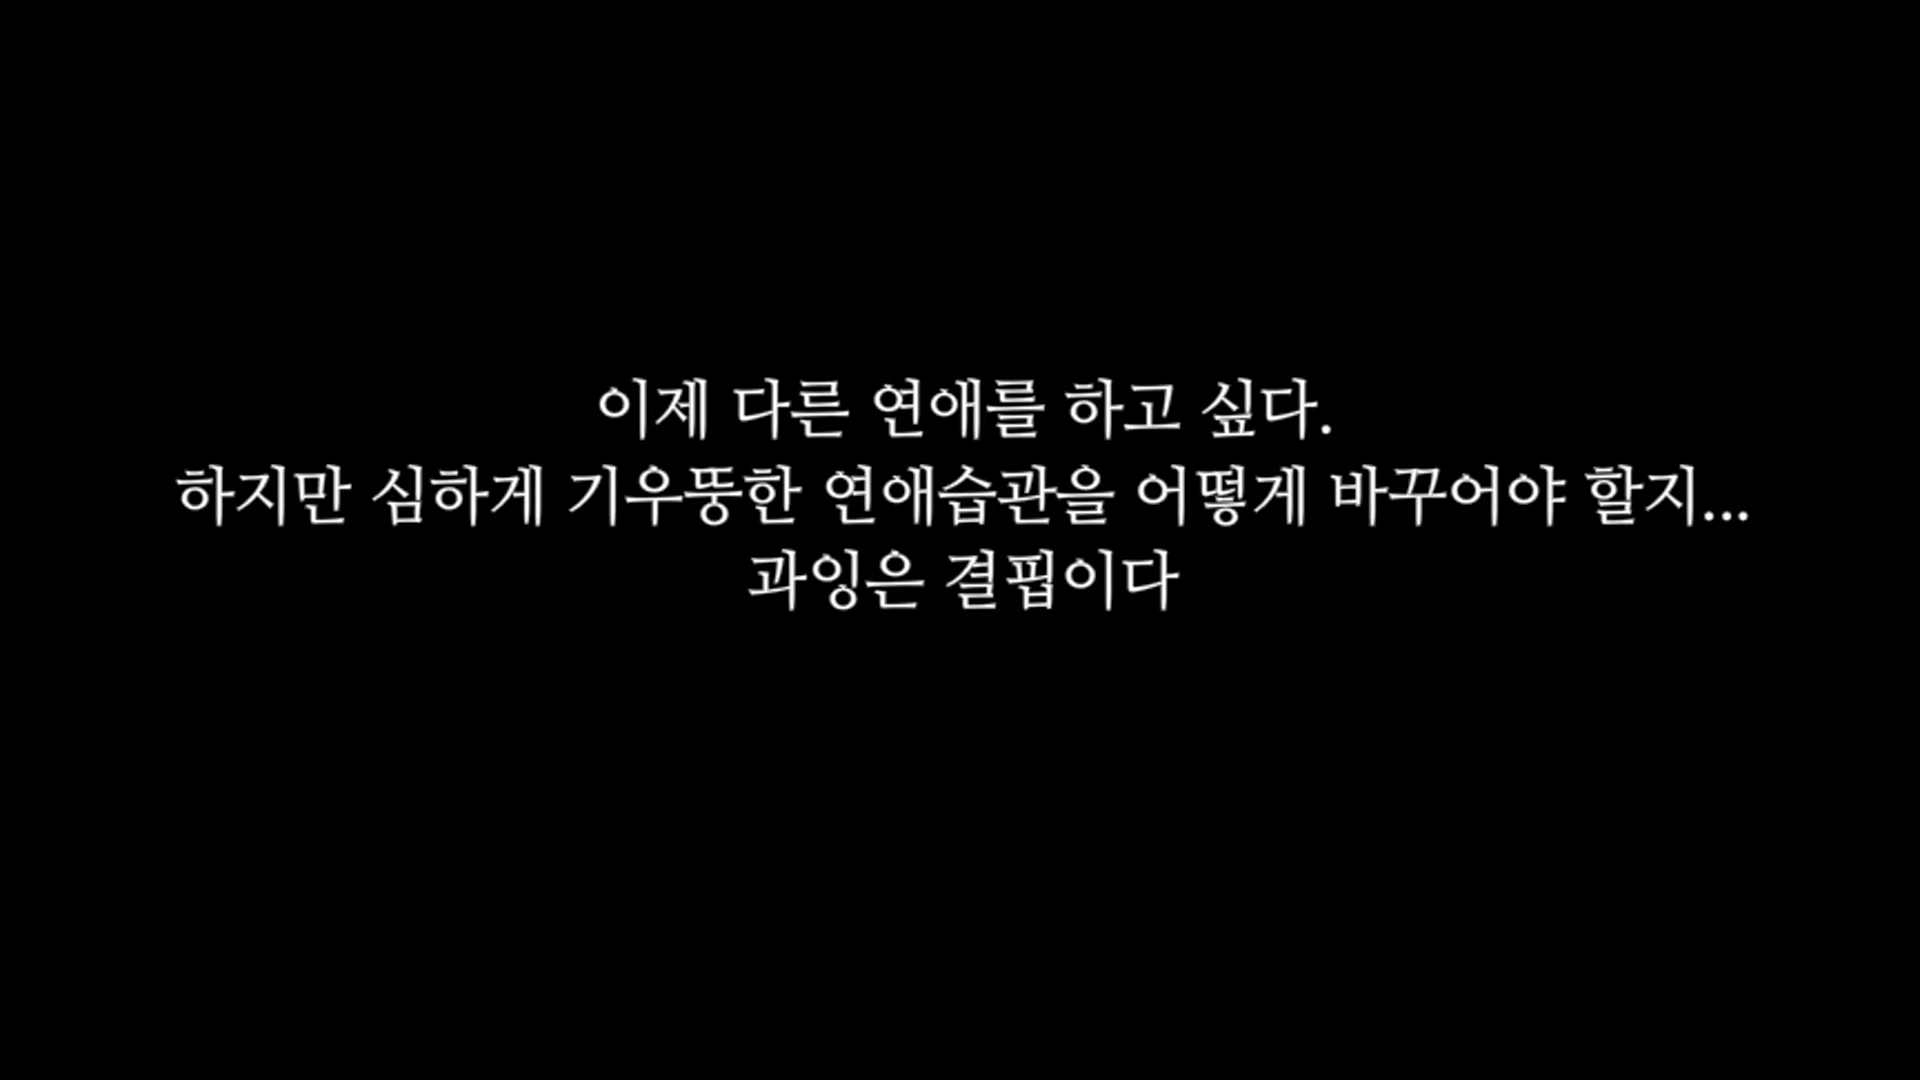 이제 다른 연애를 하고 싶다.
하지만 심하게 기우뚱한 연애습관을 어떻게 바꾸어야 할지...
과잉은 결핍이다